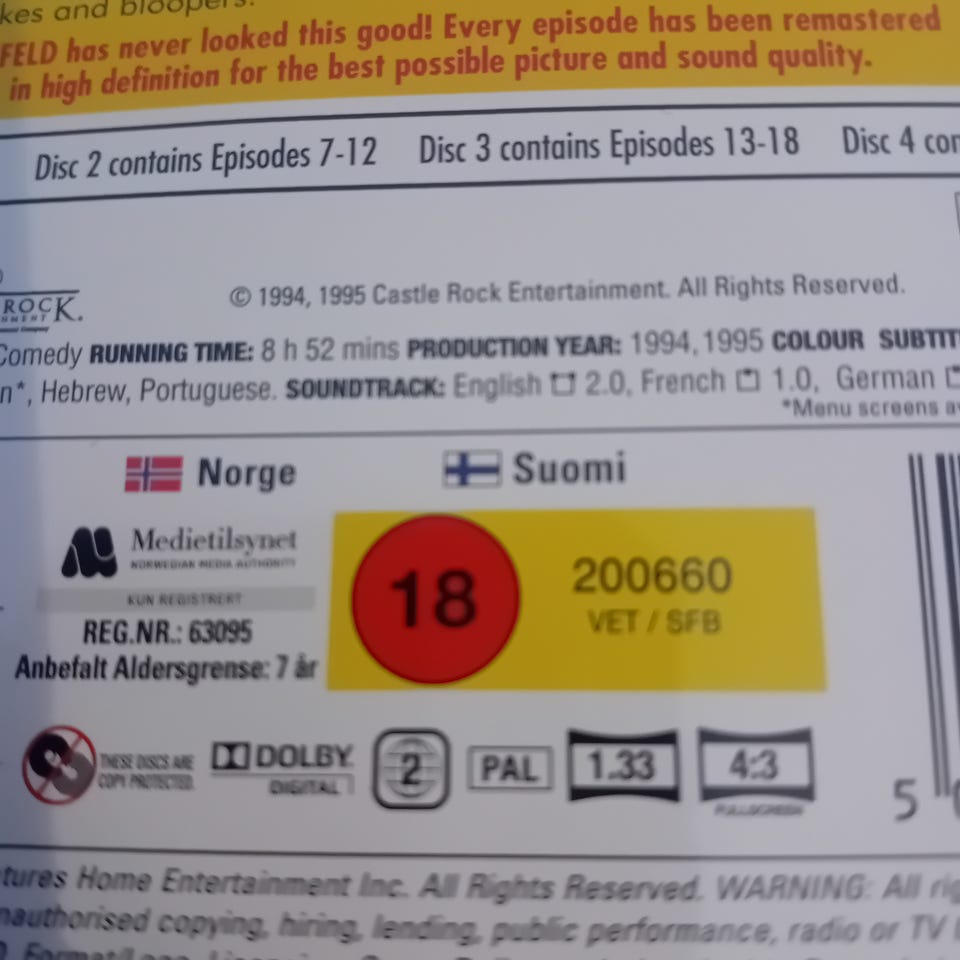 kes and bloopers.
FELD has never looked this good! Every episode has been remastered
in high definition for the best possible picture and sound quality.
Disc 2 contains Episodes 7-12 Disc 3 contains Episodes 13-18 Disc 4 con
ROCK.
© 1994, 1995 Castle Rock Entertainment. All Rights Reserved.
Comedy RUNNING TIME: 8 h 52 mins PRODUCTION YEAR: 1994, 1995 COLOUR SUBTIT
n*, Hebrew, Portuguese. SOUNDTRACK: English 2.0, French 1.0, German
*Menu screens av
Norge Suomi
Medietilsynet
NORWEGIAN MEDIA AUTHORITY
KUN REGISTRERT
REG.NR.: 63095
Anbefalt Aldersgrense: 7 år
18 200660
VET / SFB
THESE DISCS ARE
COPY PROTECTED.
DOLBY
DIGITAL
2
PAL
1.33
4:3
FULLSCREEN
5
tures Home Entertainment Inc. All Rights Reserved. WARNING: All rig
nauthorised copying, hiring, lending, public performance, radio or TV